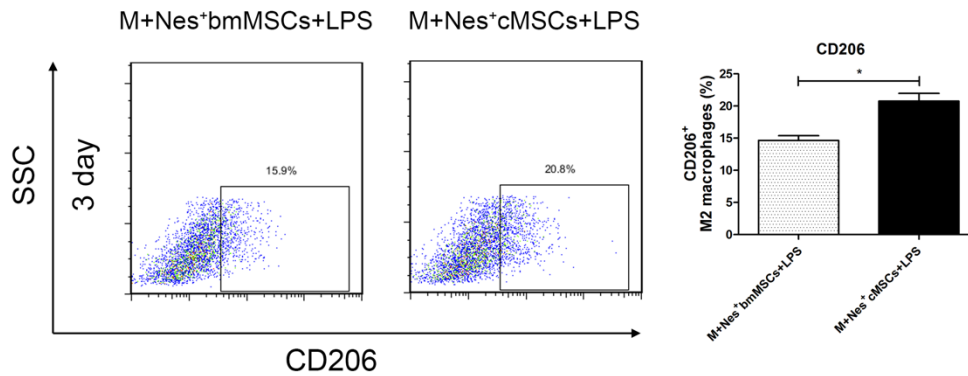 M+Nes⁺bmMSCs+LPS
M+Nes⁺cMSCs+LPS
SSC
3 day
15.9%
20.8%
CD206
CD206
CD206⁺
M2 macrophages (%)
25
20
15
10
5
0
*
M+Nes⁺bmMSCs+LPS
M+Nes⁺cMSCs+LPS